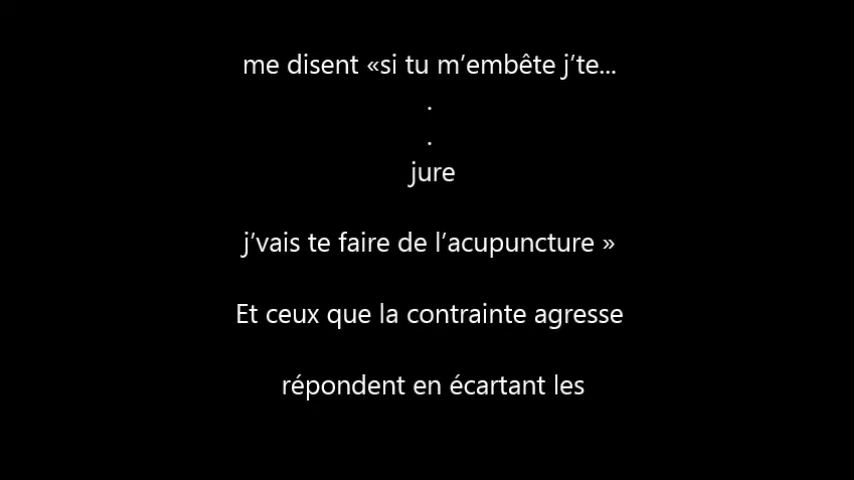 me disent «si tu m’embête j’te...
.
.
jure
j’vais te faire de l’acupuncture »
Et ceux que la contrainte agresse
répondent en écartant les